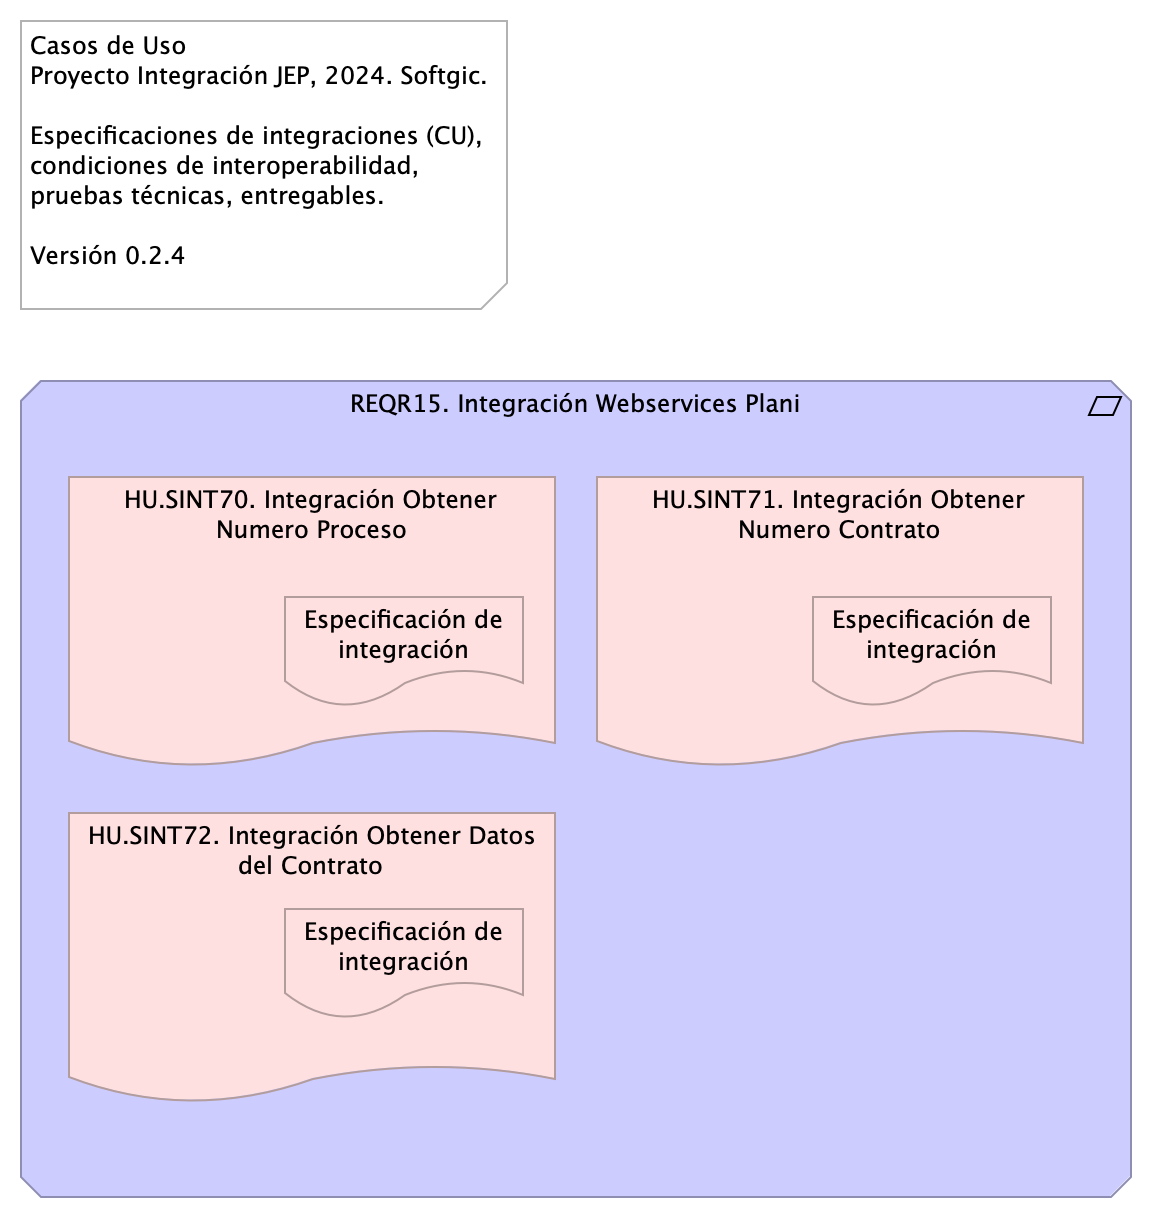 Casos de Uso
Proyecto Integración JEP, 2024. Softgic.
Especificaciones de integraciones (CU),
condiciones de interoperabilidad,
pruebas técnicas, entregables.
Versión 0.2.4
REQR15. Integración Webservices Plani
HU.SINT70. Integración Obtener
Numero Proceso
Especificación de
integración
HU.SINT71. Integración Obtener
Numero Contrato
Especificación de
integración
HU.SINT72. Integración Obtener Datos
del Contrato
Especificación de
integración